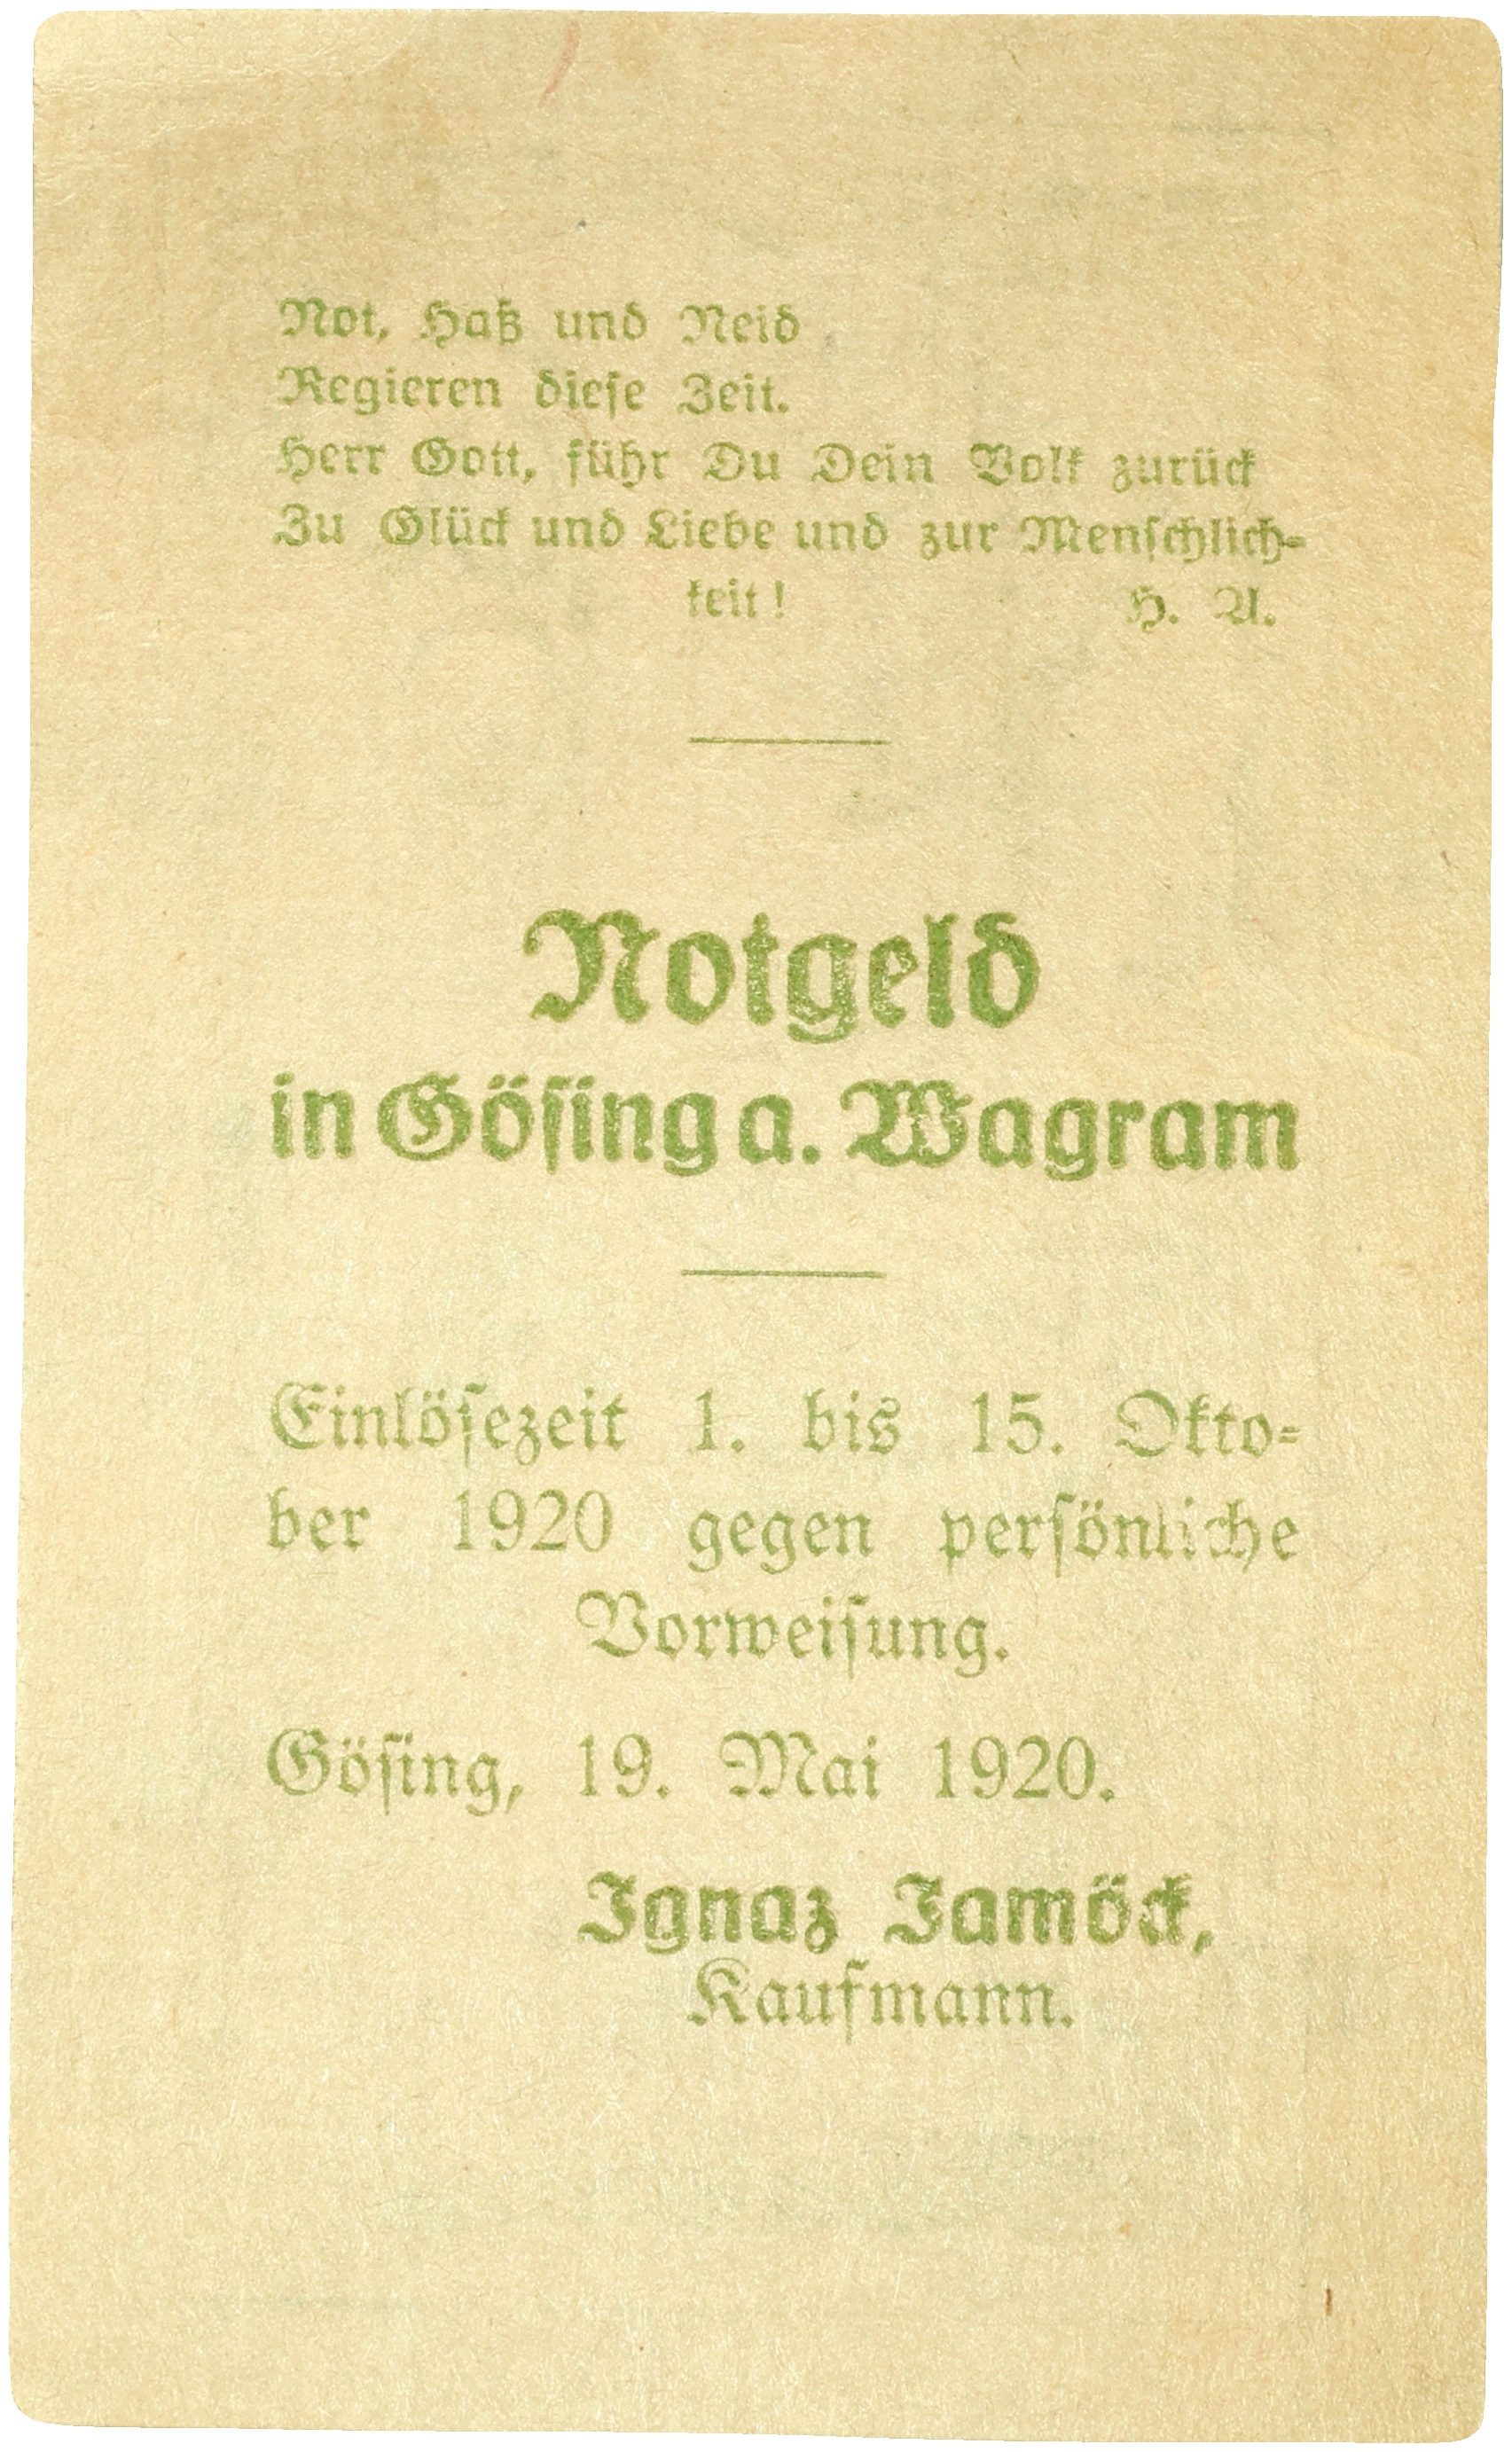 Not, Haß und Neid
Regieren dieſe Zeit.
Herr Gott, führ Du Dein Volk zurück
Zu Glück und Liebe und zur Menſchlich-
keit! H. A.
Notgeld
in Göſing a. Wagram
Einlöſezeit 1. bis 15. Okto-
ber 1920 gegen perſönliche
Vorweiſung.
Göſing, 19. Mai 1920.
Ignaz Jamöck,
Kaufmann.